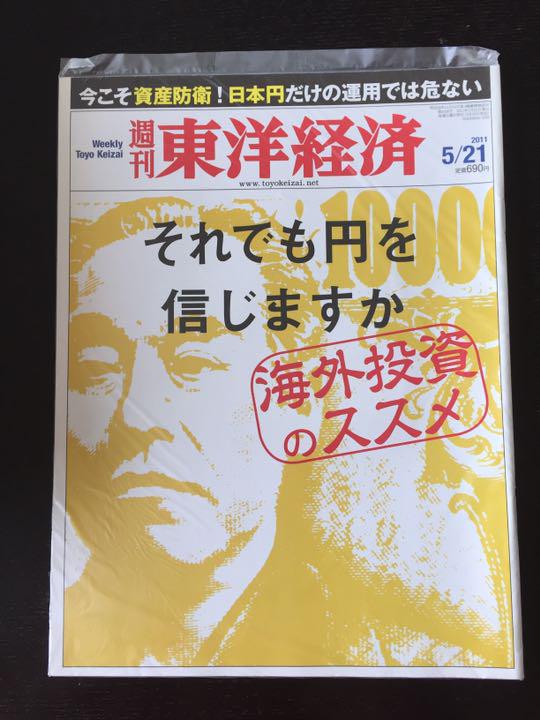 今こそ資産防衛！日本円だけの運用では危ない
Weekly
Toyo Keizai
週刊 東洋経済
www.toyokeizai.net
2011
5/21
定価690円
10000
それでも円を
信じますか
海外投資
のススメ